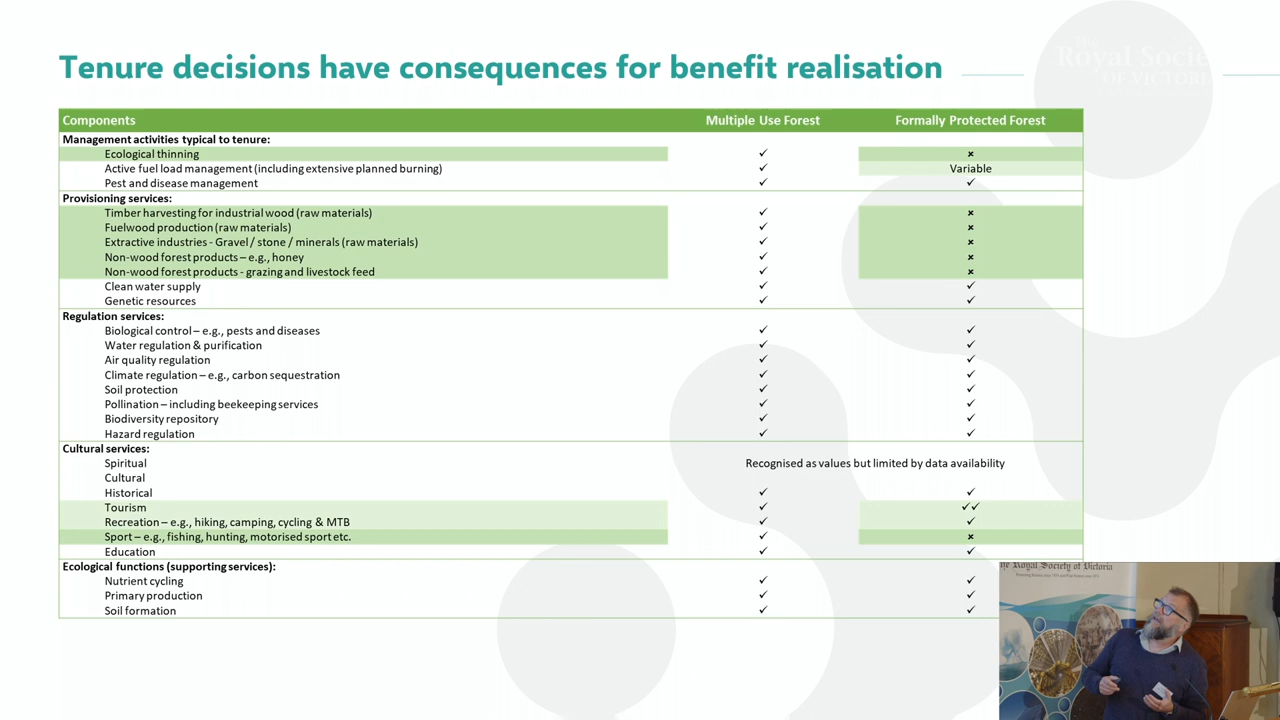 Tenure decisions have consequences for benefit realisation
The
Royal Socie
OF VICTORI
Components Multiple Use Forest Formally Protected Forest
Management activities typical to tenure:
Ecological thinning ✓ ×
Active fuel load management (including extensive planned burning) ✓ Variable
Pest and disease management ✓ ✓
Provisioning services:
Timber harvesting for industrial wood (raw materials) ✓ ×
Fuelwood production (raw materials) ✓ ×
Extractive industries - Gravel / stone / minerals (raw materials) ✓ ×
Non-wood forest products – e.g., honey ✓ ×
Non-wood forest products - grazing and livestock feed ✓ ×
Clean water supply ✓ ✓
Genetic resources ✓ ✓
Regulation services:
Biological control – e.g., pests and diseases ✓ ✓
Water regulation & purification ✓ ✓
Air quality regulation ✓ ✓
Climate regulation – e.g., carbon sequestration ✓ ✓
Soil protection ✓ ✓
Pollination – including beekeeping services ✓ ✓
Biodiversity repository ✓ ✓
Hazard regulation ✓ ✓
Cultural services:
Spiritual Recognised as values but limited by data availability
Cultural
Historical ✓ ✓
Tourism ✓ ✓✓
Recreation – e.g., hiking, camping, cycling & MTB ✓ ✓
Sport – e.g., fishing, hunting, motorised sport etc. ✓ ×
Education ✓ ✓
Ecological functions (supporting services):
Nutrient cycling ✓ ✓
Primary production ✓ ✓
Soil formation ✓ ✓
he Royal Society of Victoria